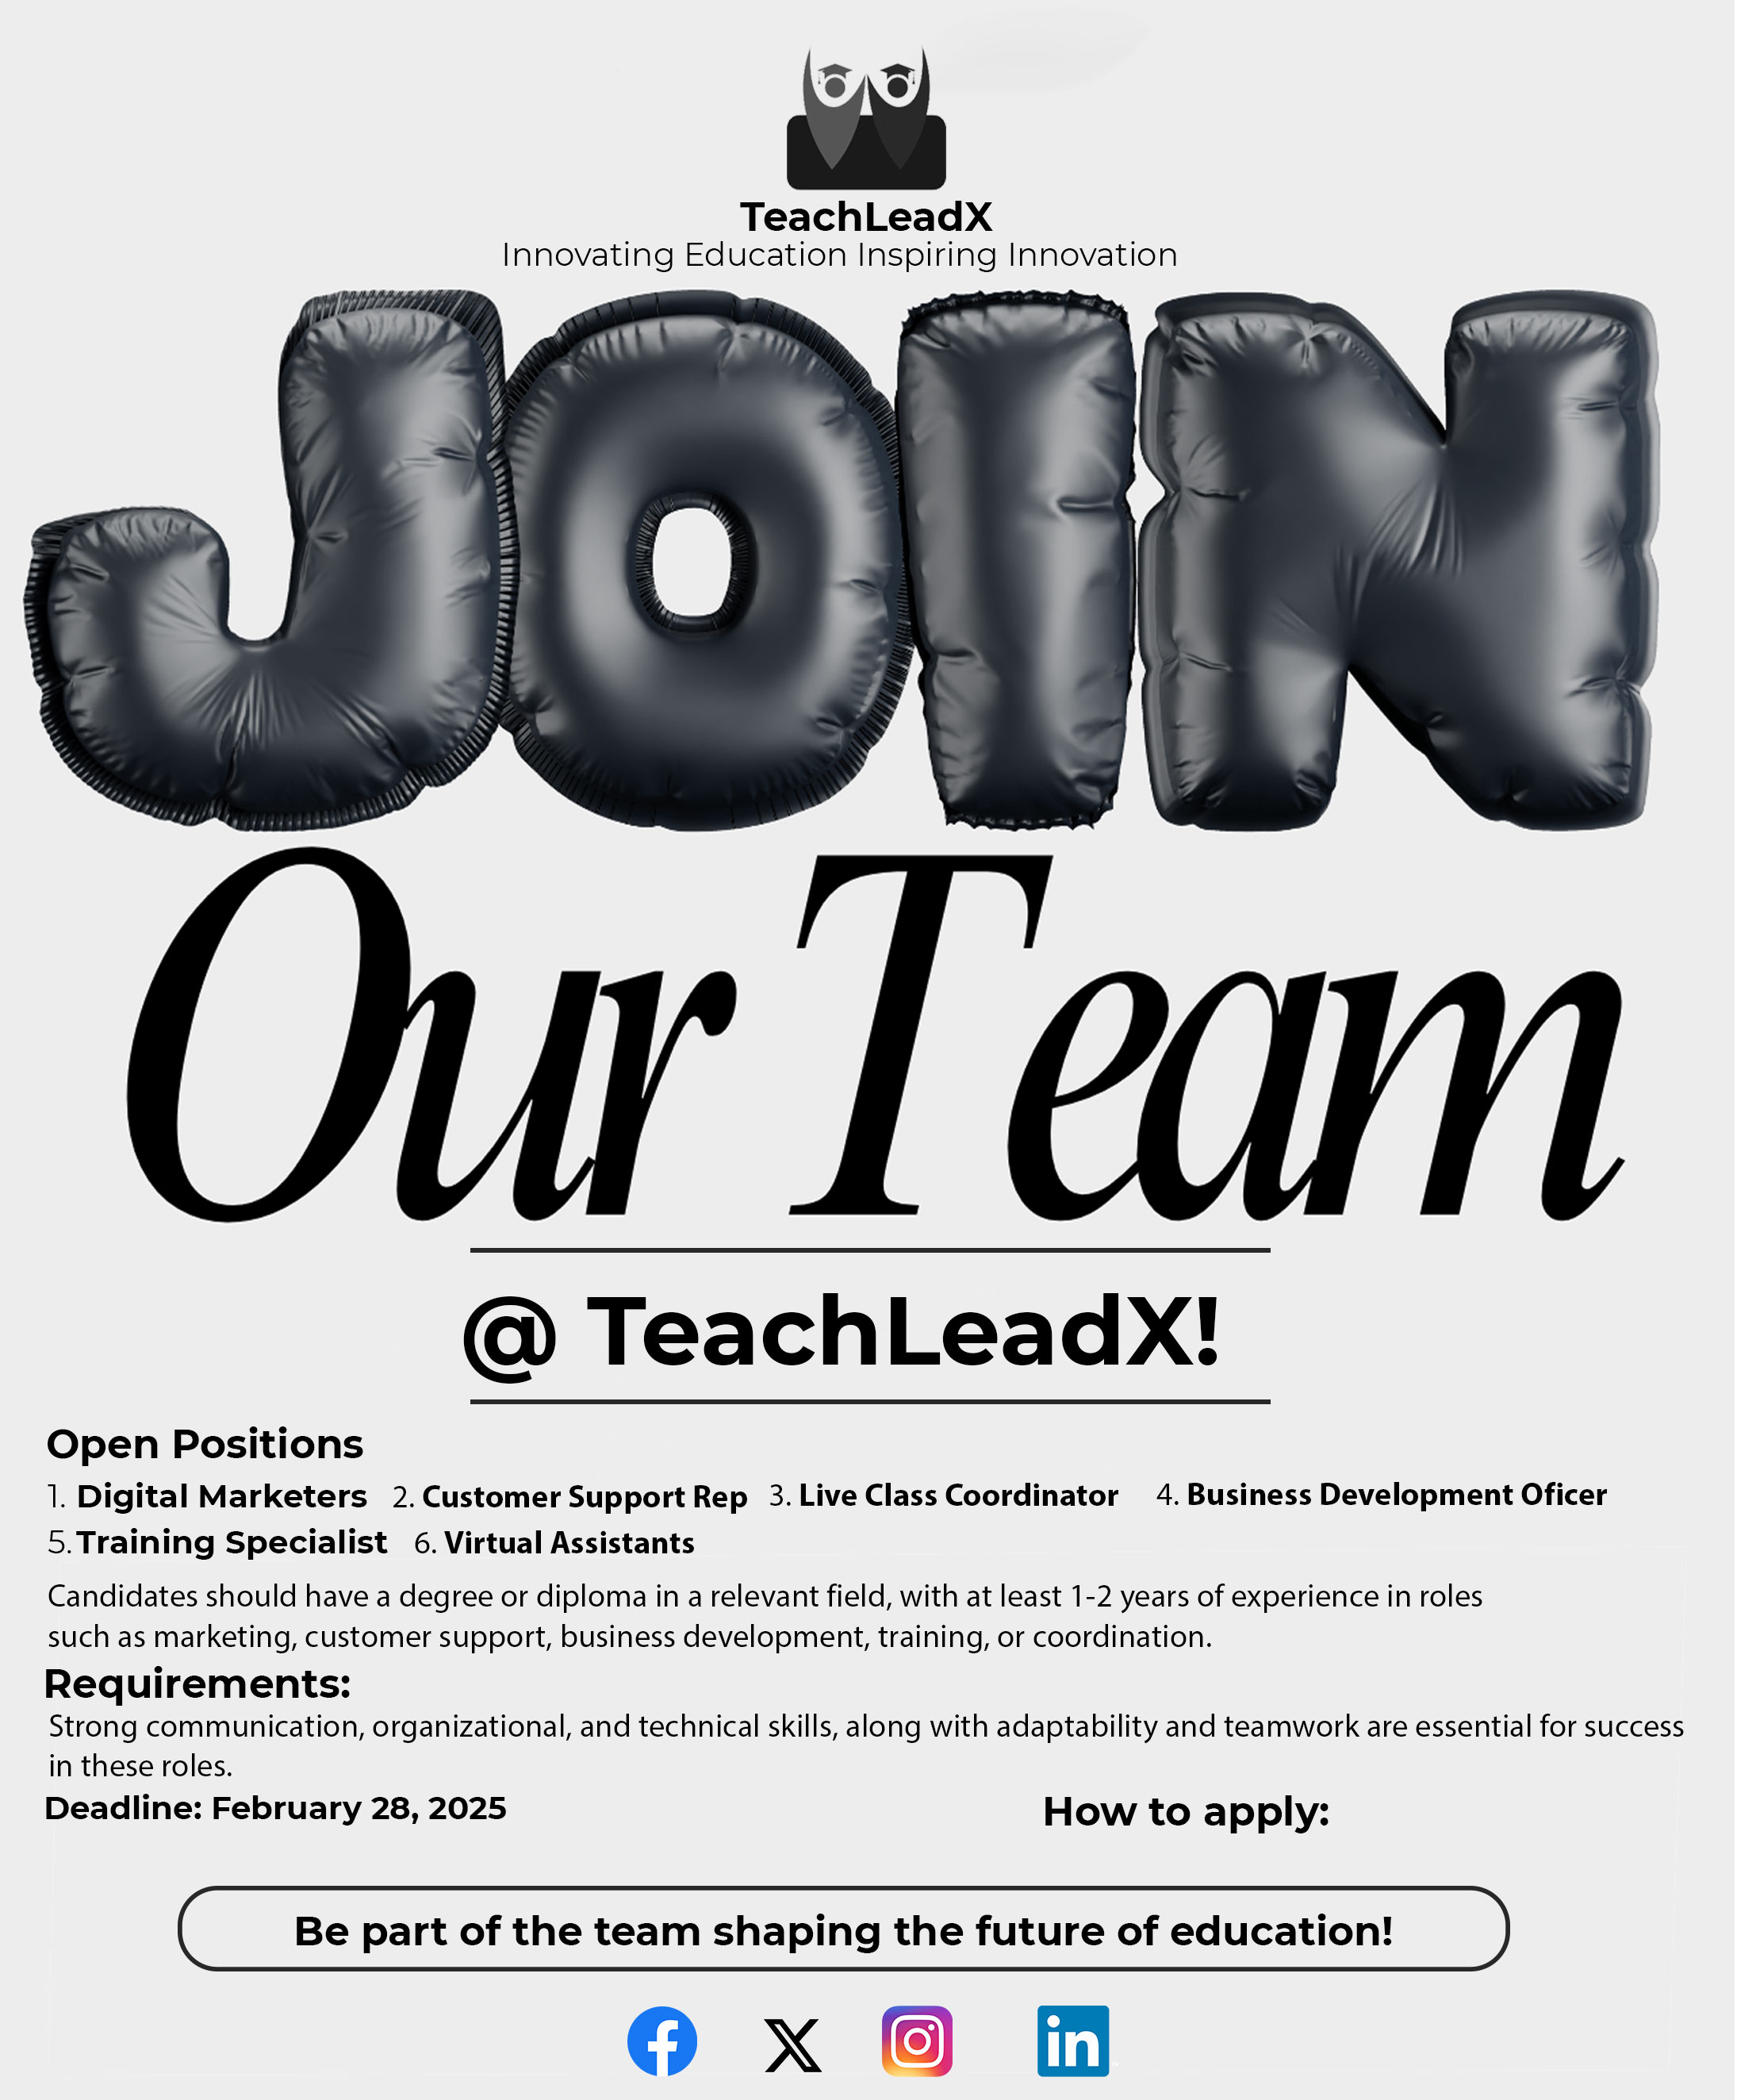 TeachLeadX
Innovating Education Inspiring Innovation
JOIN
Our Team
@ TeachLeadX!
Open Positions
1. Digital Marketers 2. Customer Support Rep 3. Live Class Coordinator 4. Business Development Oficer
5. Training Specialist 6. Virtual Assistants
Candidates should have a degree or diploma in a relevant field, with at least 1-2 years of experience in roles
such as marketing, customer support, business development, training, or coordination.
Requirements:
Strong communication, organizational, and technical skills, along with adaptability and teamwork are essential for success
in these roles.
Deadline: February 28, 2025
How to apply:
Be part of the team shaping the future of education!